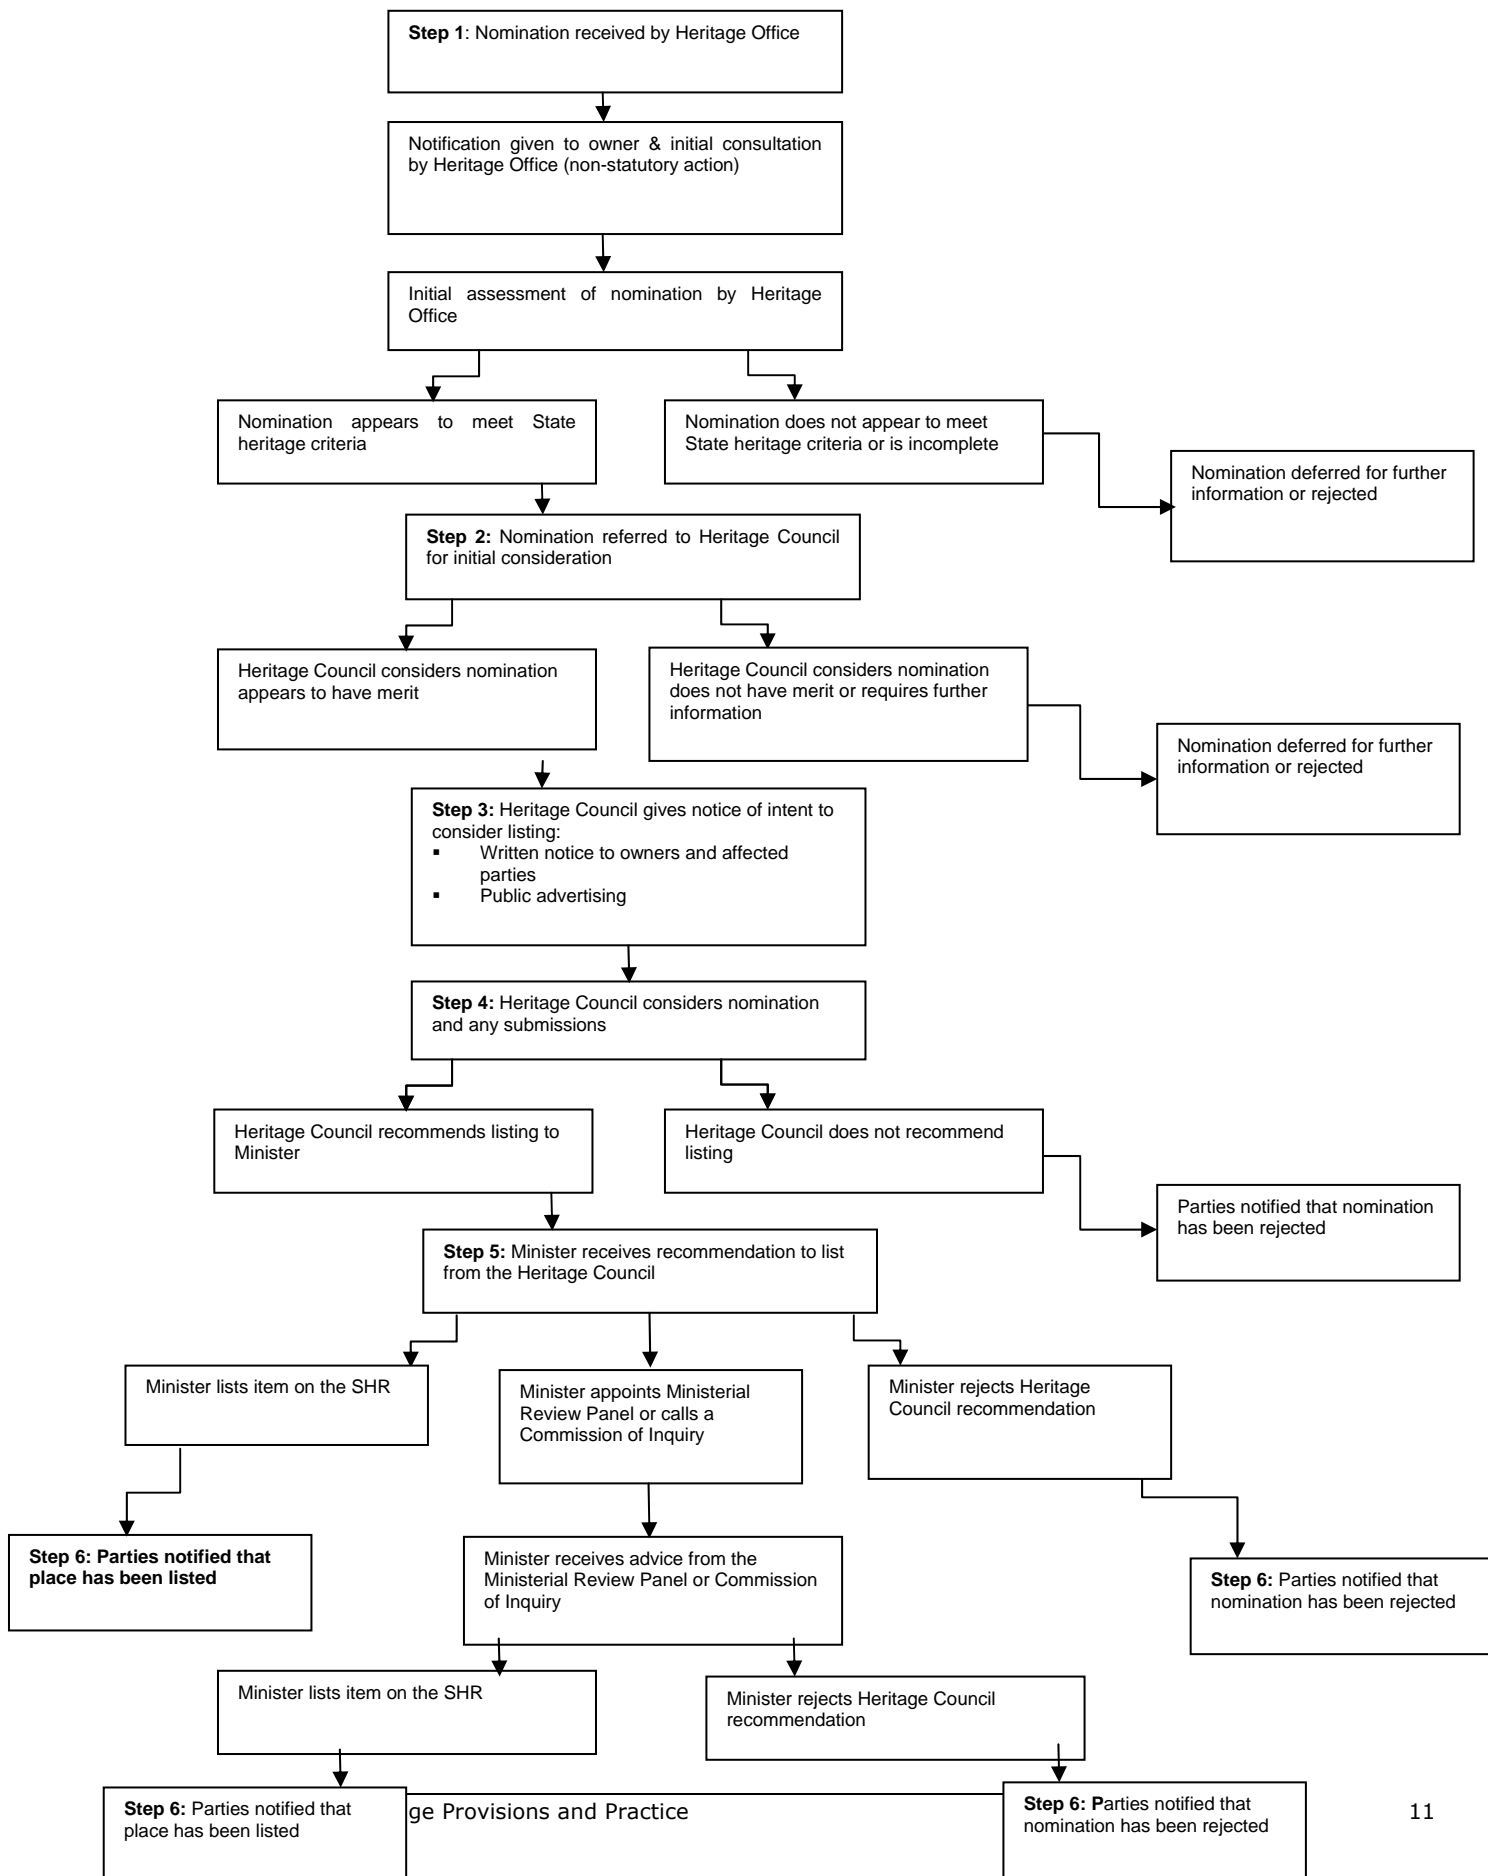 Step 1: Nomination received by Heritage Office
Notification given to owner & initial consultation
by Heritage Office (non-statutory action)
Initial assessment of nomination by Heritage
Office
Nomination appears to meet State
heritage criteria
Nomination does not appear to meet
State heritage criteria or is incomplete
Nomination deferred for further
information or rejected
Step 2: Nomination referred to Heritage Council
for initial consideration
Heritage Council considers nomination
appears to have merit
Heritage Council considers nomination
does not have merit or requires further
information
Nomination deferred for further
information or rejected
Step 3: Heritage Council gives notice of intent to
consider listing:
▪ Written notice to owners and affected
parties
▪ Public advertising
Step 4: Heritage Council considers nomination
and any submissions
Heritage Council recommends listing to
Minister
Heritage Council does not recommend
listing
Parties notified that nomination
has been rejected
Step 5: Minister receives recommendation to list
from the Heritage Council
Minister lists item on the SHR
Minister appoints Ministerial
Review Panel or calls a
Commission of Inquiry
Minister rejects Heritage
Council recommendation
Step 6: Parties notified that
place has been listed
Minister receives advice from the
Ministerial Review Panel or Commission
of Inquiry
Step 6: Parties notified that
nomination has been rejected
Minister lists item on the SHR
Minister rejects Heritage Council
recommendation
Step 6: Parties notified that
place has been listed
ge Provisions and Practice
Step 6: Parties notified that
nomination has been rejected
11